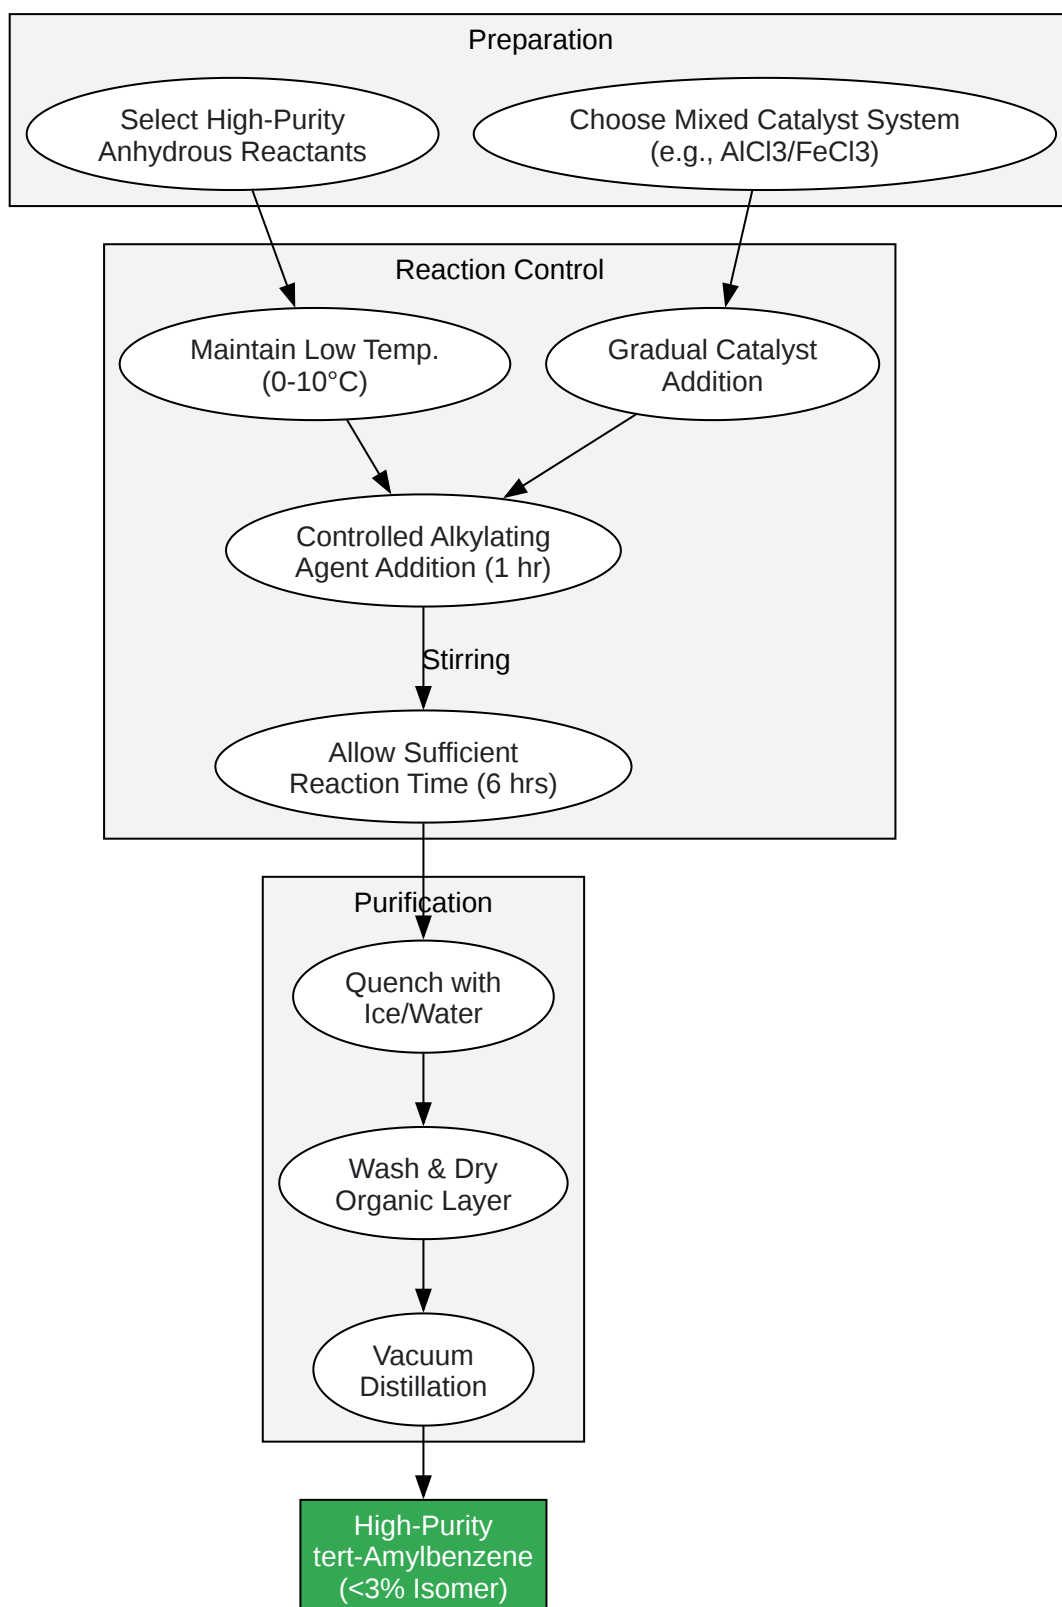 Preparation
Select High-Purity
Anhydrous Reactants
Choose Mixed Catalyst System
(e.g., AlCl3/FeCl3)
Reaction Control
Maintain Low Temp.
(0-10°C)
Gradual Catalyst
Addition
Controlled Alkylating
Agent Addition (1 hr)
Stirring
Allow Sufficient
Reaction Time (6 hrs)
Purification
Quench with
Ice/Water
Wash & Dry
Organic Layer
Vacuum
Distillation
High-Purity
tert-Amylbenzene
(<3% Isomer)